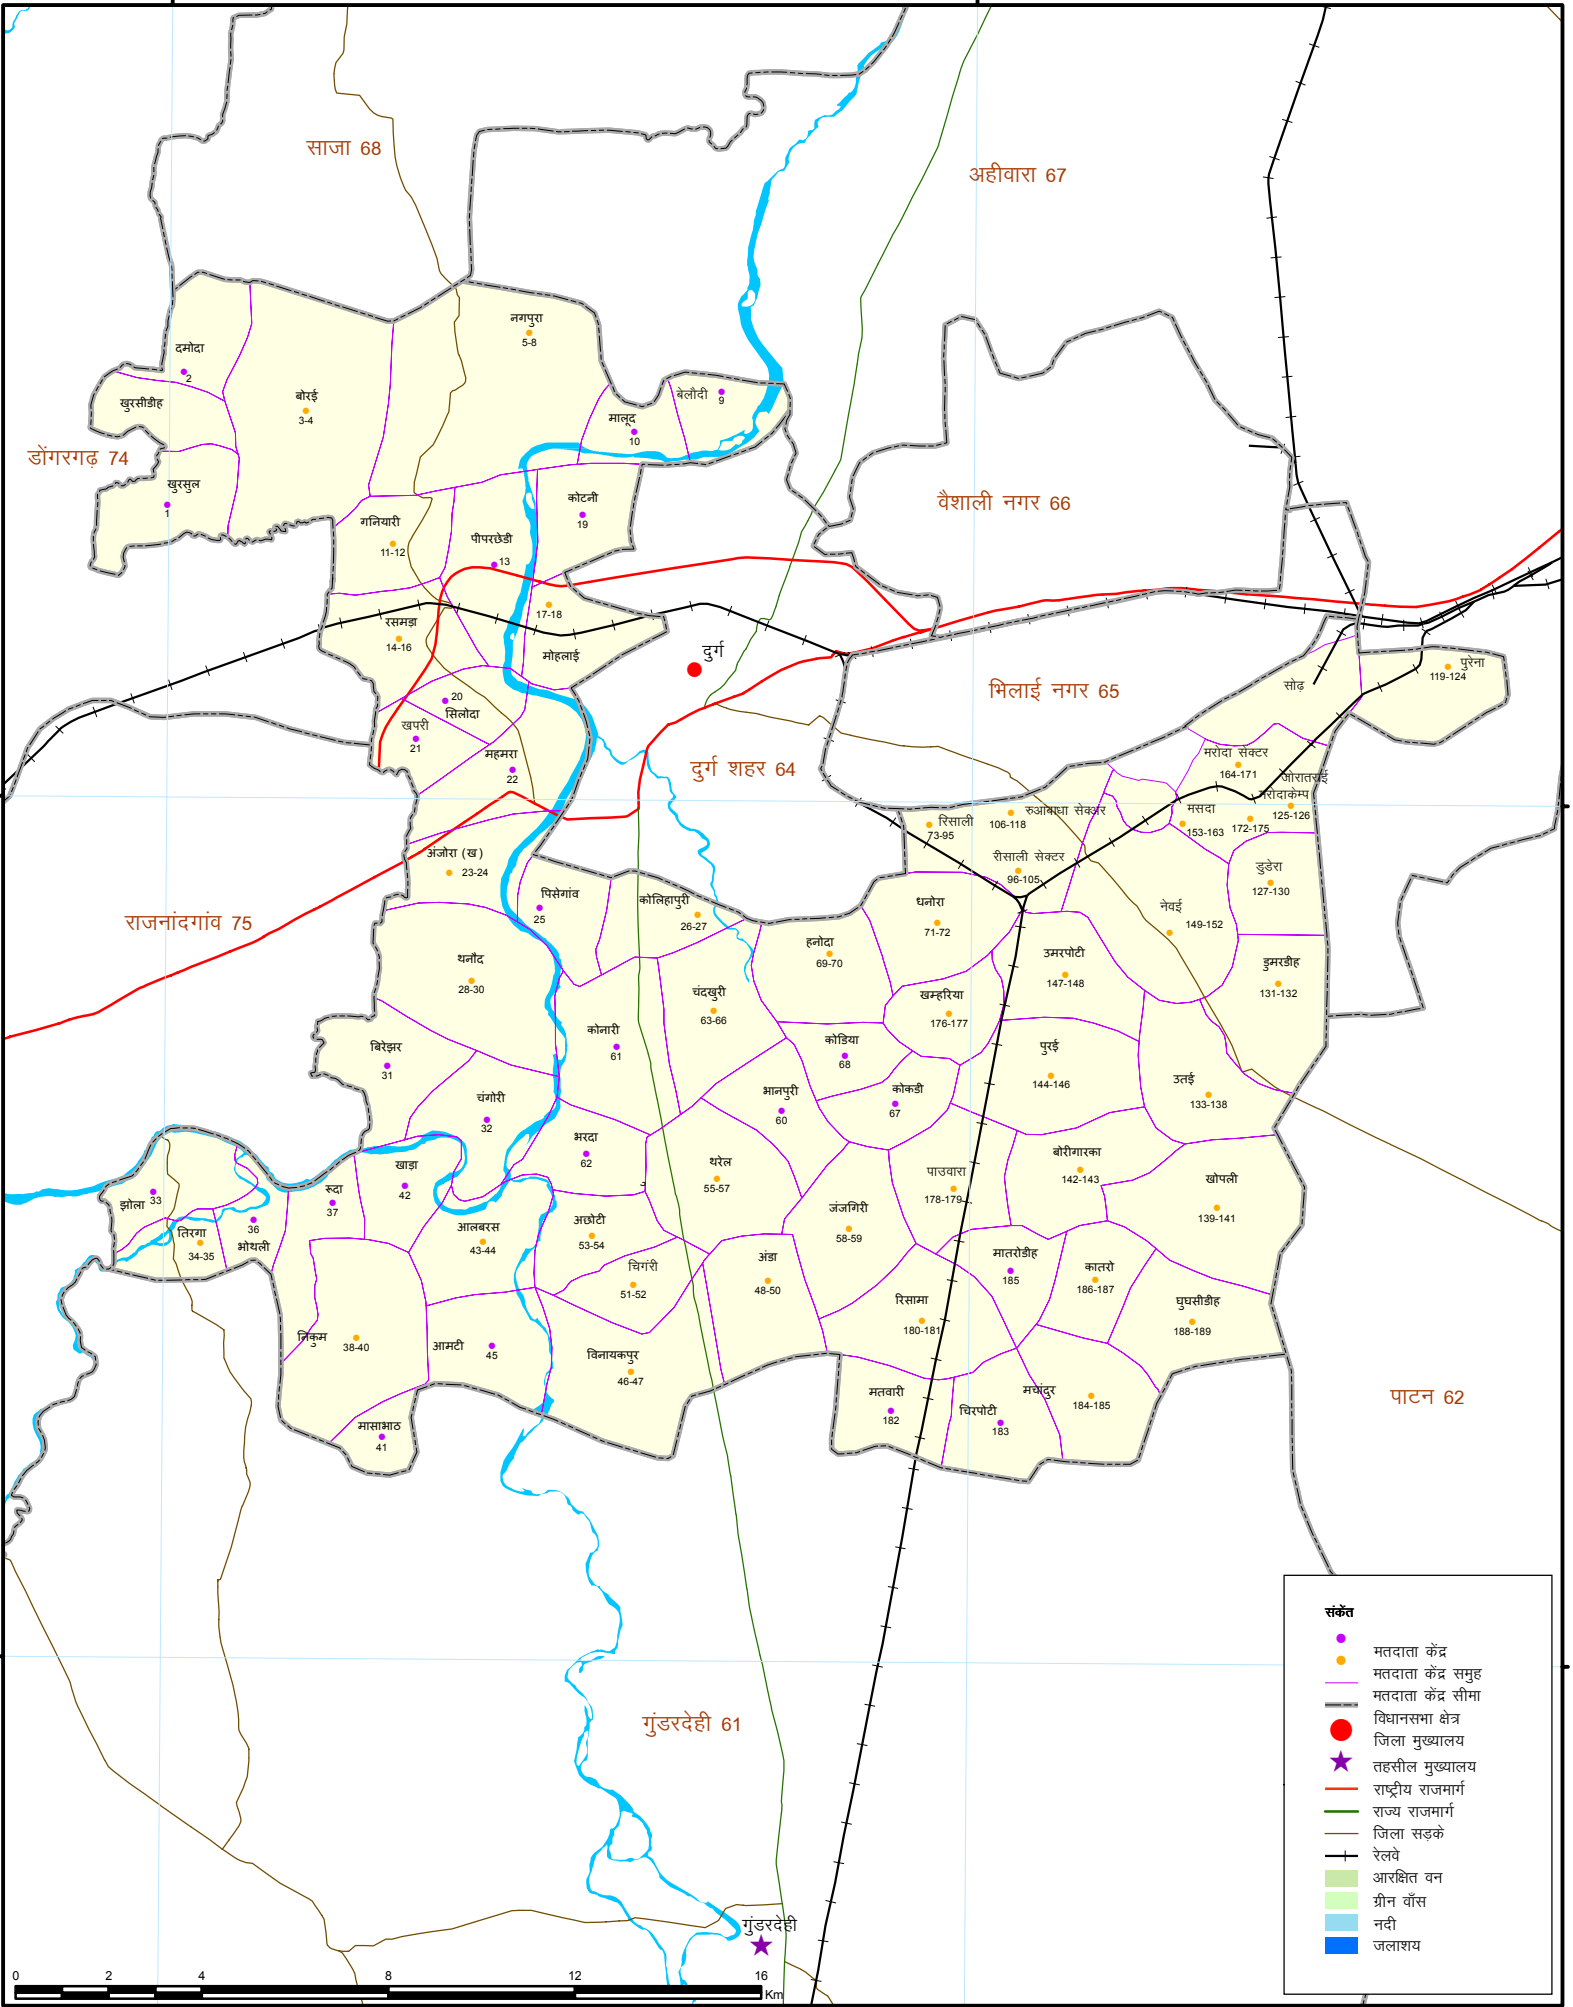 साजा 68
अहीवारा 67
नगपुरा
5-8
दमोदा
2
खुरसीडीह
बोरई
3-4
बेलौदी
9
मालूद
10
डोंगरगढ़ 74
खुरसुल
1
वैशाली नगर 66
कोटनी
19
गनियारी
11-12
पीपरछेडी
13
17-18
रसमड़ा
14-16
मोहलाई
दुर्ग
भिलाई नगर 65
सोढ़
पुरेना
119-124
20
सिलोदा
खपरी
21
महमरा
22
दुर्ग शहर 64
मरोदा सेक्टर
164-171
जोरातराई
मरोदाकेम्प
125-126
172-175
मसदा
153-163
रिसाली
73-95
रुआबाधा सेक्अर
106-118
रीसाली सेक्टर
96-105
डुडेरा
127-130
अंजोरा (ख)
23-24
पिसेगांव
25
कोलिहापुरी
26-27
धनोरा
71-72
नेवई
149-152
राजनांदगांव 75
हनोदा
69-70
उमरपोटी
147-148
डुमरडीह
131-132
थनौद
28-30
चंदखुरी
63-66
खम्हरिया
176-177
कोनारी
61
कोडिया
68
पुरई
144-146
बिरेझर
31
उतई
133-138
चंगोरी
32
भानपुरी
60
कोकडी
67
भरदा
62
थरेल
55-57
पाउवारा
178-179
बोरीगारका
142-143
खोपली
139-141
खाड़ा
42
रूदा
37
झोला
33
तिरगा
34-35
36
भोथली
आलबरस
43-44
अछोटी
53-54
जंजगिरी
58-59
चिगंरी
51-52
अंडा
48-50
मातरोडीह
185
कातरो
186-187
रिसामा
180-181
घुघसीडीह
188-189
निकुम
38-40
आमटी
45
विनायकपुर
46-47
मतवारी
182
चिरपोटी
183
मचांदुर
184-185
पाटन 62
मासाभाठ
41
गुंडरदेही 61
गुंडरदेही
संकेंत
मतदाता केंद्र
मतदाता केंद्र समुह
मतदाता केंद्र सीमा
विधानसभा क्षेत्र
जिला मुख्यालय
तहसील मुख्यालय
राष्ट्रीय राजमार्ग
राज्य राजमार्ग
जिला सड़के
रेलवे
आरक्षित वन
ग्रीन वॉस
नदी
जलाशय
0 2 4 8 12 16
Km